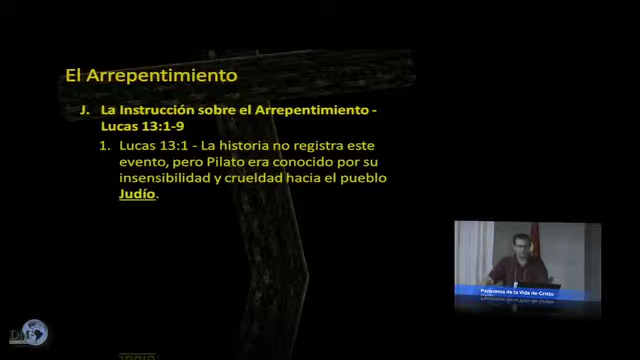 El Arrepentimiento
J. La Instrucción sobre el Arrepentimiento -
Lucas 13:1-9
1. Lucas 13:1 - La historia no registra este
evento, pero Pilato era conocido por su
insensibilidad y crueldad hacia el pueblo
Judío.
Panorama de la Vida de Cristo